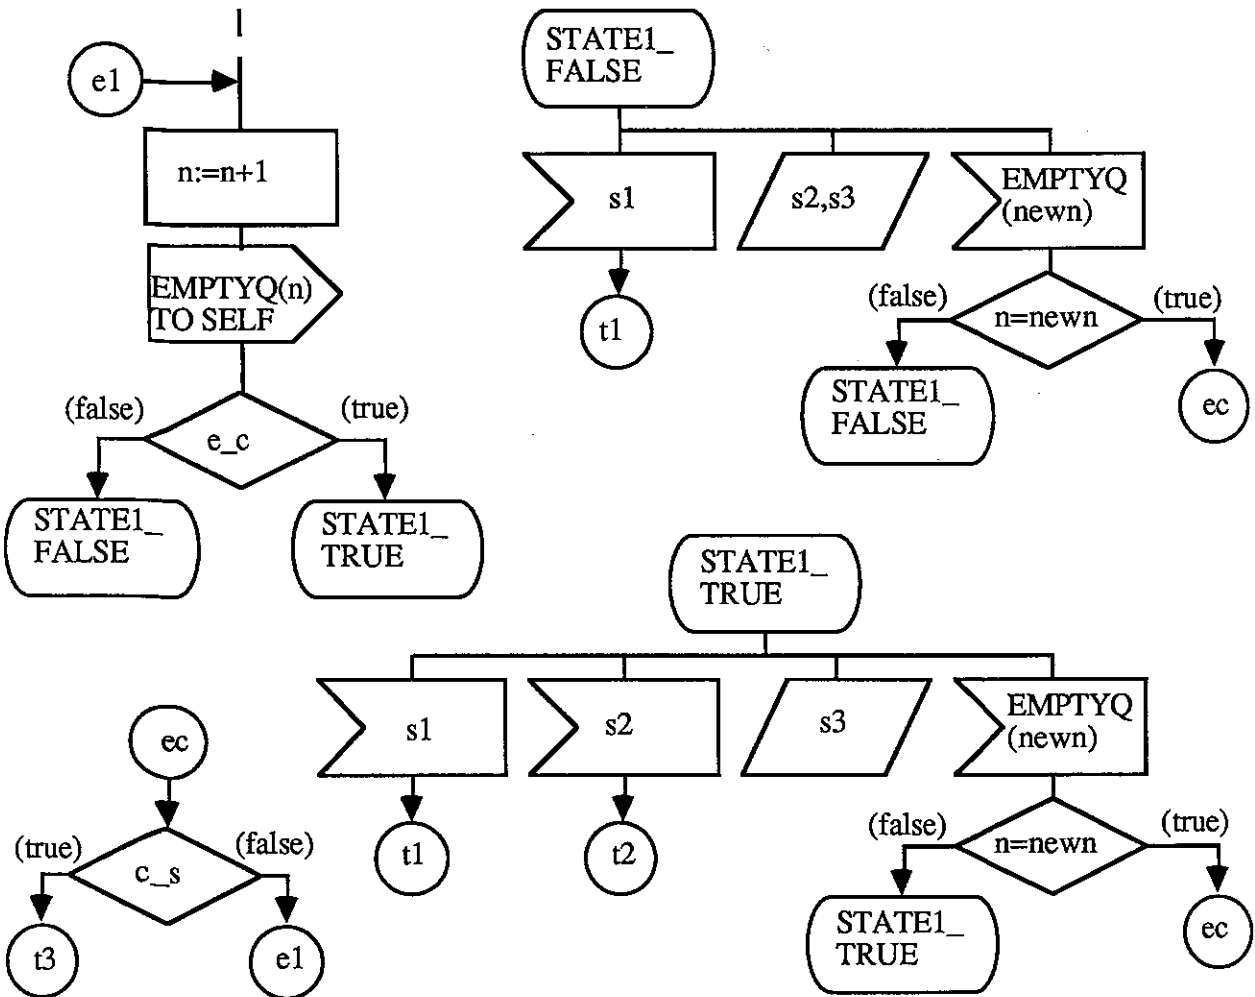 e1
n:=n+1
EMPTYQ(n)
TO SELF
(false)
(true)
e_c
STATE1_
FALSE
STATE1_
TRUE
STATE1_
FALSE
s1
s2,s3
EMPTYQ
(newn)
t1
(false)
(true)
n=newn
STATE1_
FALSE
ec
STATE1_
TRUE
s1
s2
s3
EMPTYQ
(newn)
t1
t2
(false)
(true)
n=newn
STATE1_
TRUE
ec
ec
(true)
(false)
c_s
t3
e1